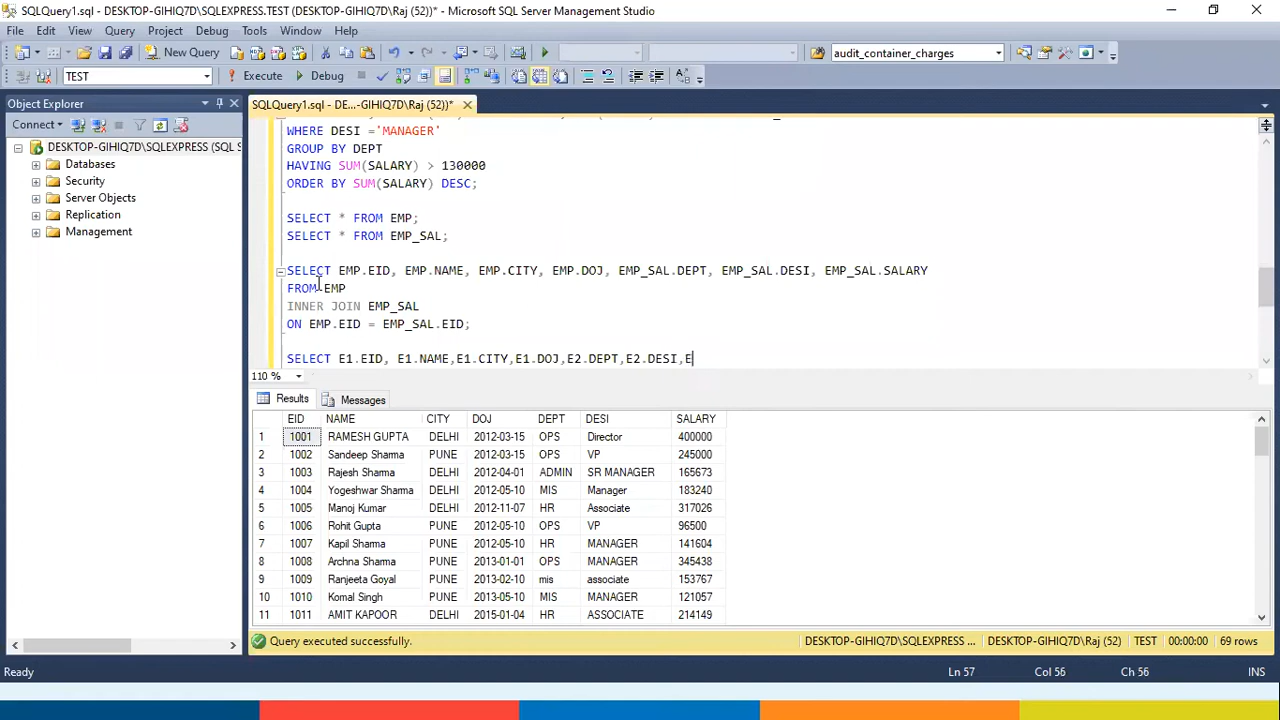 SQLQuery1.sql - DESKTOP-GIHIQ7D\SQLEXPRESS.TEST (DESKTOP-GIHIQ7D\Raj (52))* - Microsoft SQL Server Management Studio
File Edit View Query Project Debug Tools Window Help
New Query audit_container_charges
TEST Execute Debug
Object Explorer
Connect
DESKTOP-GIHIQ7D\SQLEXPRESS (SQL S
Databases
Security
Server Objects
Replication
Management
SQLQuery1.sql - DE...-GIHIQ7D\Raj (52))*
WHERE DESI ='MANAGER'
GROUP BY DEPT
HAVING SUM(SALARY) > 130000
ORDER BY SUM(SALARY) DESC;
SELECT * FROM EMP;
SELECT * FROM EMP_SAL;
SELECT EMP.EID, EMP.NAME, EMP.CITY, EMP.DOJ, EMP_SAL.DEPT, EMP_SAL.DESI, EMP_SAL.SALARY
FROM EMP
INNER JOIN EMP_SAL
ON EMP.EID = EMP_SAL.EID;
SELECT E1.EID, E1.NAME,E1.CITY,E1.DOJ,E2.DEPT,E2.DESI,E
110 %
Results Messages
EID NAME CITY DOJ DEPT DESI SALARY
1 1001 RAMESH GUPTA DELHI 2012-03-15 OPS Director 400000
2 1002 Sandeep Sharma PUNE 2012-03-15 OPS VP 245000
3 1003 Rajesh Sharma DELHI 2012-04-01 ADMIN SR MANAGER 165673
4 1004 Yogeshwar Sharma DELHI 2012-05-10 MIS Manager 183240
5 1005 Manoj Kumar DELHI 2012-11-07 HR Associate 317026
6 1006 Rohit Gupta PUNE 2012-05-10 OPS VP 96500
7 1007 Kapil Sharma PUNE 2012-05-10 HR MANAGER 141604
8 1008 Archna Sharma PUNE 2013-01-01 OPS MANAGER 345438
9 1009 Ranjeeta Goyal PUNE 2013-02-10 mis associate 153767
10 1010 Komal Singh PUNE 2013-05-10 MIS MANAGER 121057
11 1011 AMIT KAPOOR DELHI 2015-01-04 HR ASSOCIATE 214149
Query executed successfully. DESKTOP-GIHIQ7D\SQLEXPRESS ... DESKTOP-GIHIQ7D\Raj (52) TEST 00:00:00 69 rows
Ready Ln 57 Col 56 Ch 56 INS